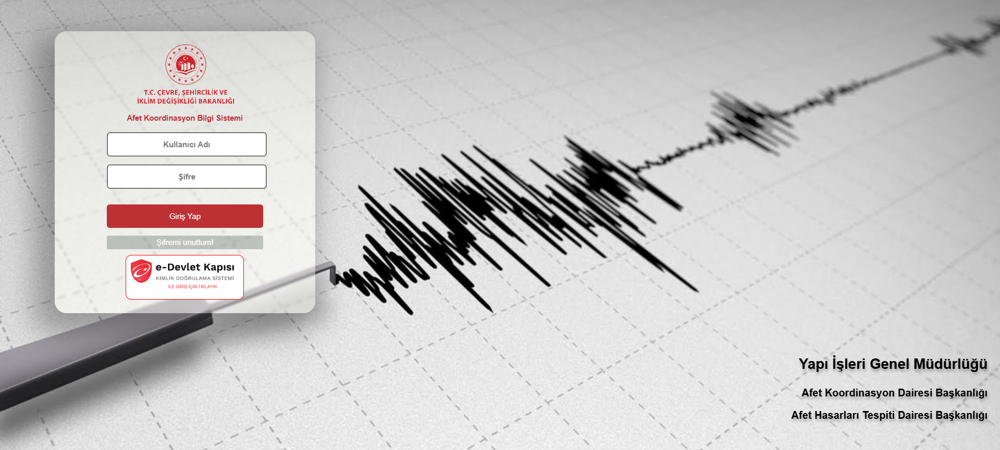 T.C. ÇEVRE, ŞEHİRCİLİK VE
İKLİM DEĞİŞİKLİĞİ BAKANLIĞI
Afet Koordinasyon Bilgi Sistemi
Kullanıcı Adı
Şifre
Giriş Yap
Şifremi unuttum!
e-Devlet Kapısı
KİMLİK DOĞRULAMA SİSTEMİ
İLE GİRİŞ İÇİN TIKLAYIN
Yapı İşleri Genel Müdürlüğü
Afet Koordinasyon Dairesi Başkanlığı
Afet Hasarları Tespiti Dairesi Başkanlığı